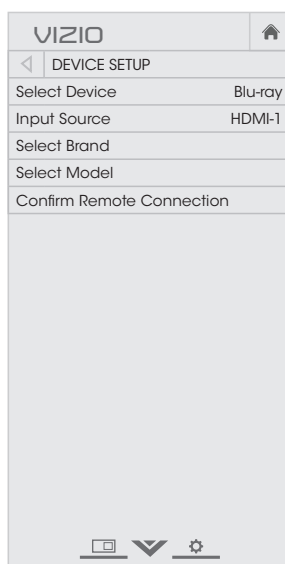 VIZIO
DEVICE SETUP
Select Device Blu-ray
Input Source HDMI-1
Select Brand
Select Model
Confirm Remote Connection